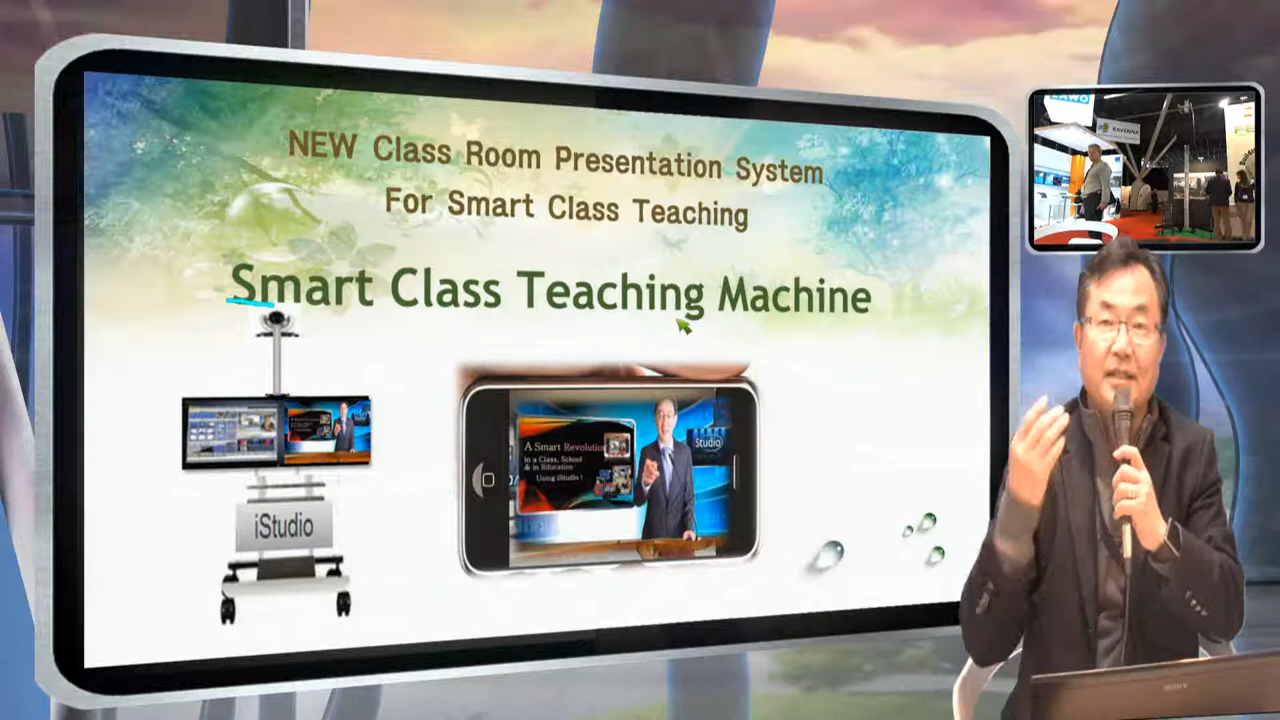 NEW Class Room Presentation System
For Smart Class Teaching
Smart Class Teaching Machine
iStudio
A Smart Revolution
in a Class, School
& in Education
Using iStudio !
Studio
RAVENNA
SONY